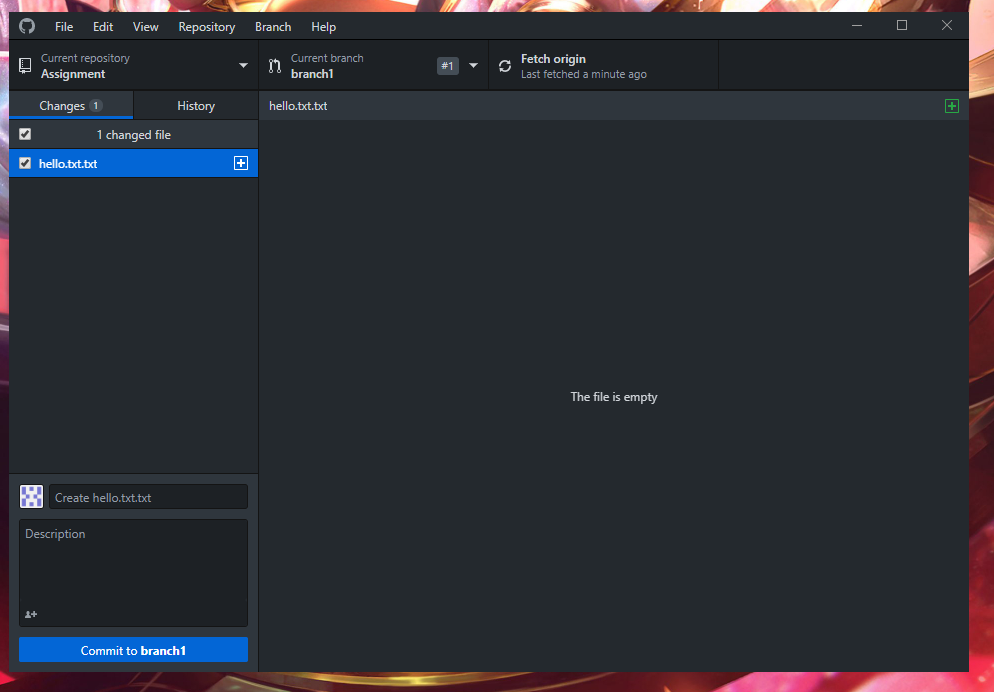 File Edit View Repository Branch Help
Current repository
Assignment
Current branch
branch1
#1
Fetch origin
Last fetched a minute ago
Changes 1
History
1 changed file
hello.txt.txt
hello.txt.txt
The file is empty
Create hello.txt.txt
Description
Commit to branch1